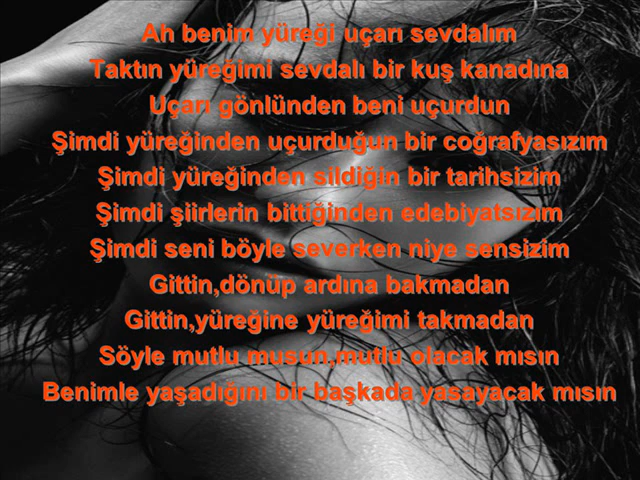 Ah benim yüreği uçarı sevdalım
Taktın yüreğimi sevdalı bir kuş kanadına
Uçarı gönlünden beni uçurdun
Şimdi yüreğinden uçurduğun bir coğrafyasızım
Şimdi yüreğinden sildiğin bir tarihsizim
Şimdi şiirlerin bittiğinden edebiyatsızım
Şimdi seni böyle severken niye sensizim
Gittin,dönüp ardına bakmadan
Gittin,yüreğine yüreğimi takmadan
Söyle mutlu musun,mutlu olacak mısın
Benimle yaşadığını bir başkada yasayacak mısın